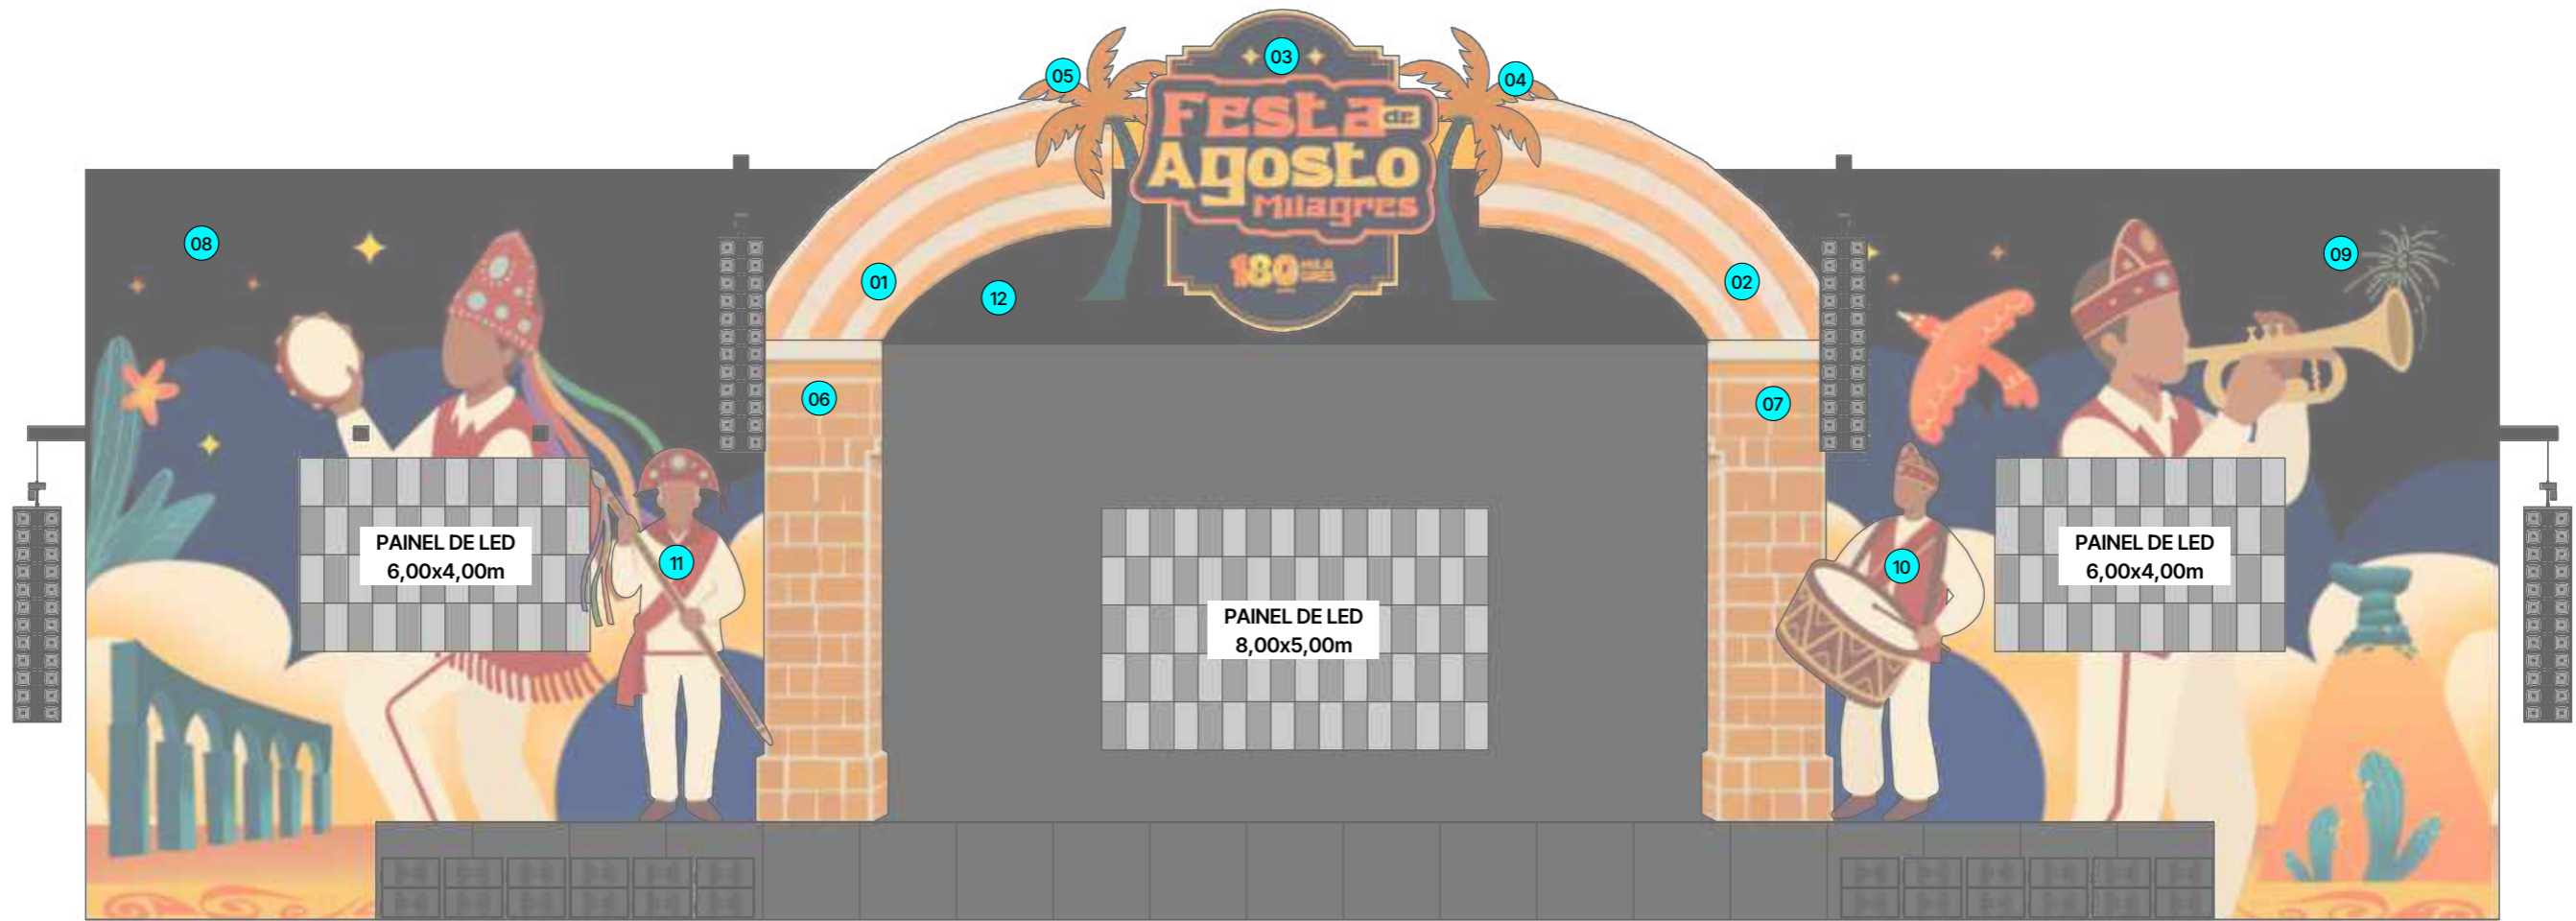 03
05
04
Festa de
Agosto
Milagres
180
08
09
01
02
12
06
07
PAINEL DE LED
6,00x4,00m
11
PAINEL DE LED
8,00x5,00m
10
PAINEL DE LED
6,00x4,00m